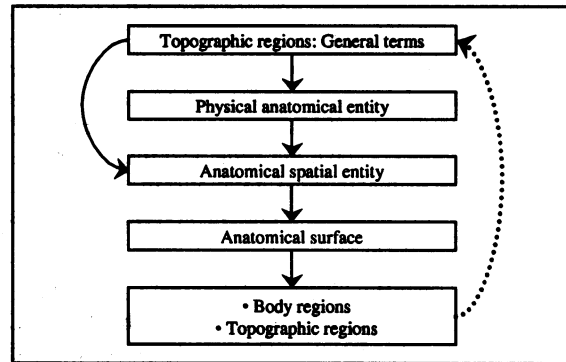 Topographic regions: General terms
Physical anatomical entity
Anatomical spatial entity
Anatomical surface
• Body regions
• Topographic regions